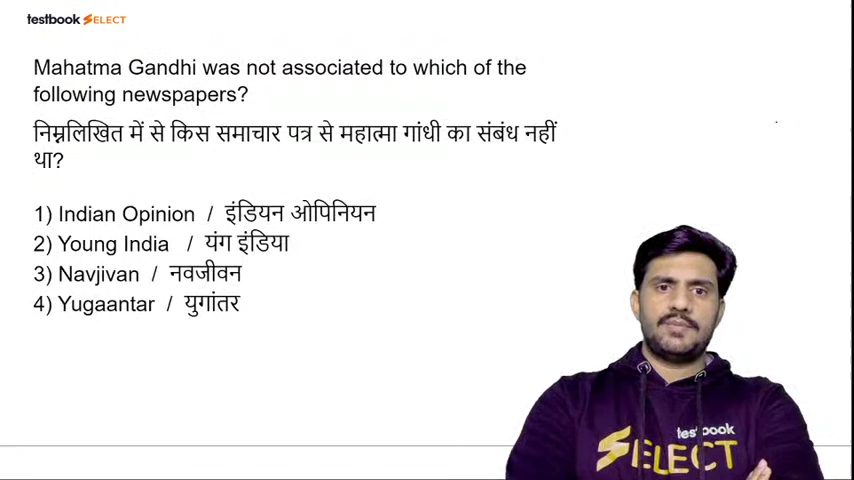 testbook SELECT
Mahatma Gandhi was not associated to which of the
following newspapers?
निम्नलिखित में से किस समाचार पत्र से महात्मा गांधी का संबंध नहीं
था?
1) Indian Opinion / इंडियन ओपिनियन
2) Young India / यंग इंडिया
3) Navjivan / नवजीवन
4) Yugaantar / युगांतर
testbook
SELECT